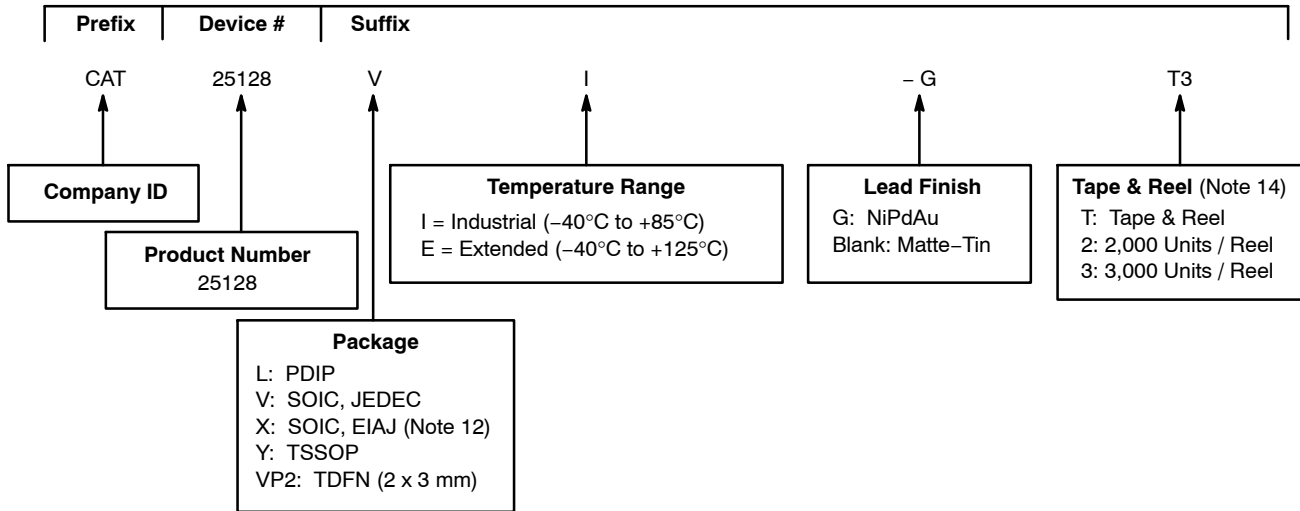 Prefix Device # Suffix
CAT 25128 V I – G T3
Company ID
Product Number
25128
Package
L: PDIP
V: SOIC, JEDEC
X: SOIC, EIAJ (Note 12)
Y: TSSOP
VP2: TDFN (2 x 3 mm)
Temperature Range
I = Industrial (−40°C to +85°C)
E = Extended (−40°C to +125°C)
Lead Finish
G: NiPdAu
Blank: Matte−Tin
Tape & Reel (Note 14)
T: Tape & Reel
2: 2,000 Units / Reel
3: 3,000 Units / Reel